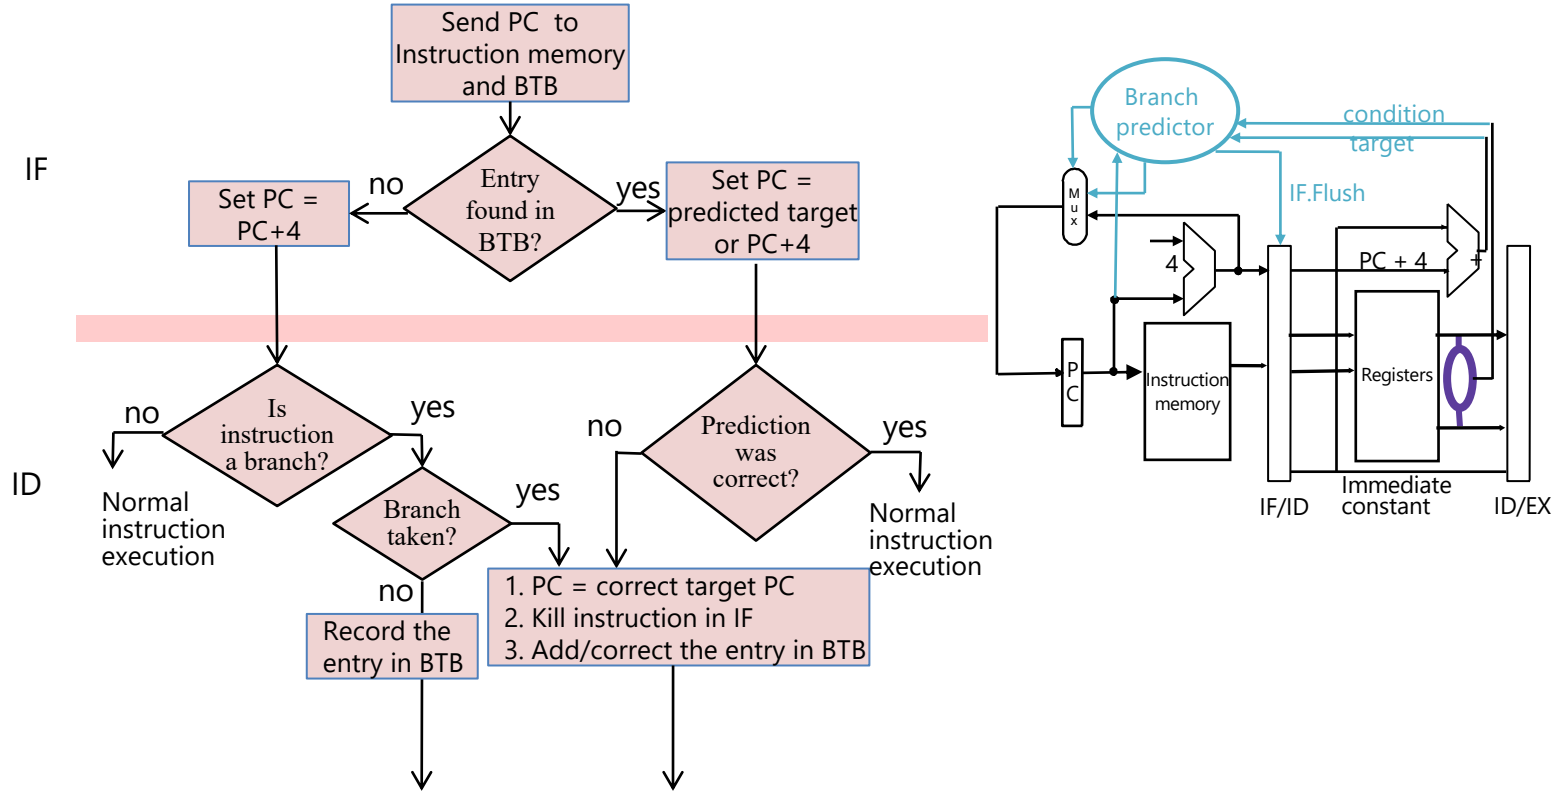 Send PC to
Instruction memory
and BTB
IF
no
Entry
found in
BTB?
yes
Set PC =
PC+4
Set PC =
predicted target
or PC+4
ID
no
Is
instruction
a branch?
yes
Normal
instruction
execution
Branch
taken?
yes
no
no
Prediction
was
correct?
yes
Normal
instruction
execution
Record the
entry in BTB
1. PC = correct target PC
2. Kill instruction in IF
3. Add/correct the entry in BTB
Branch
predictor
condition
target
IF.Flush
M
u
x
4
PC + 4
+
P
C
Instruction
memory
Registers
IF/ID
Immediate
constant
ID/EX